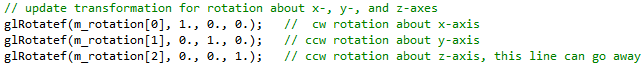 // update transformation for rotation about x-, y-, and z-axes
glRotatef(m_rotation[0], 1., 0., 0.);   //  cw rotation about x-axis
glRotatef(m_rotation[1], 0., 1., 0.);   // ccw rotation about y-axis
glRotatef(m_rotation[2], 0., 0., 1.);   // ccw rotation about z-axis, this line can go away